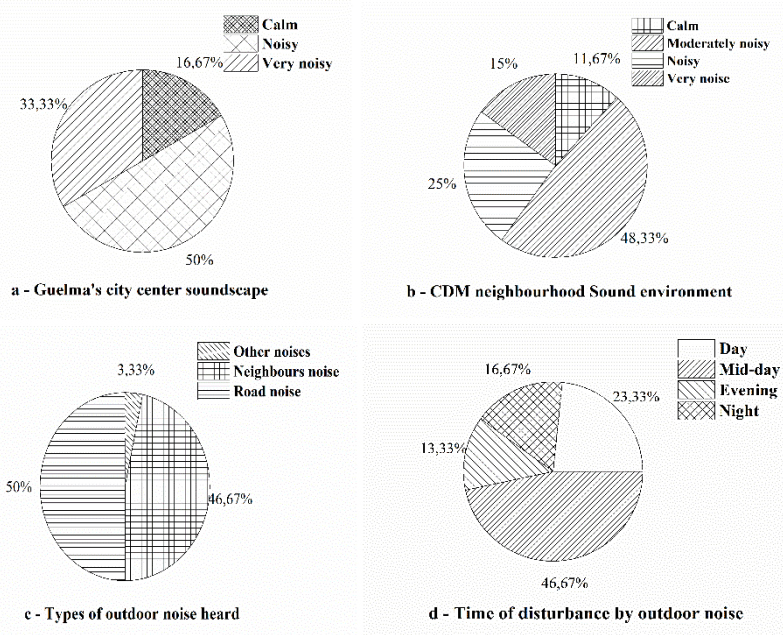 Calm
Noisy
Very noisy
16,67%
33,33%
50%
a - Guelma's city center soundscape
Calm
Moderately noisy
Noisy
Very noise
11,67%
15%
25%
48,33%
b - CDM neighbourhood Sound environment
Other noises
Neighbours noise
Road noise
3,33%
50%
46,67%
c - Types of outdoor noise heard
Day
Mid-day
Evening
Night
16,67%
23,33%
13,33%
46,67%
d - Time of disturbance by outdoor noise